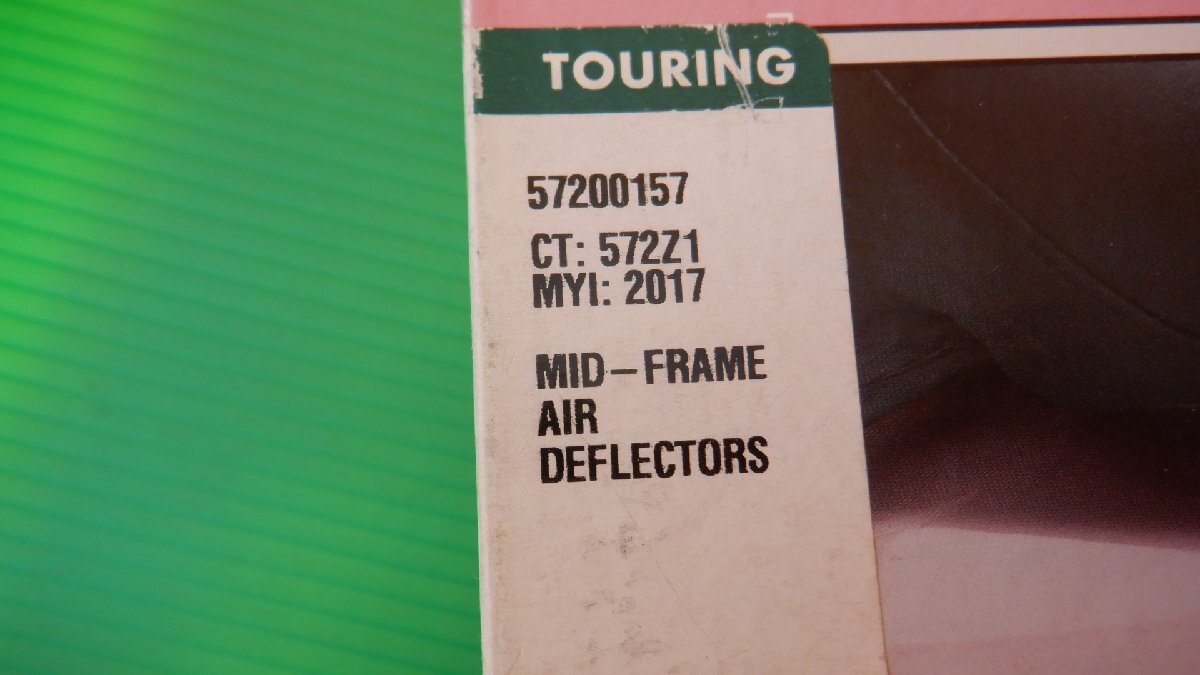 TOURING
57200157
CT: 572Z1
MYI: 2017
MID-FRAME
AIR
DEFLECTORS